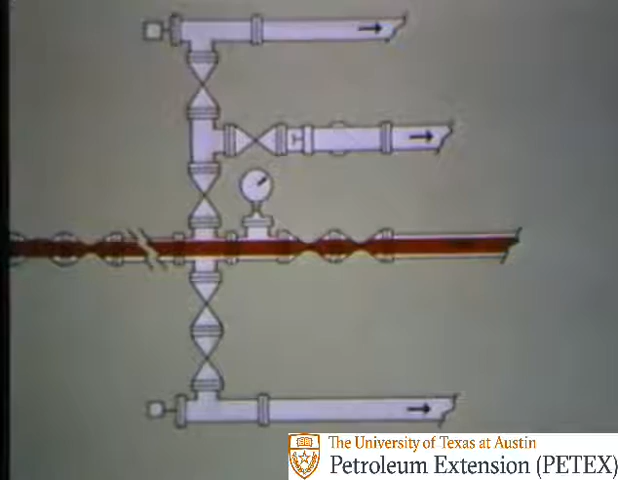 The University of Texas at Austin
Petroleum Extension (PETEX)